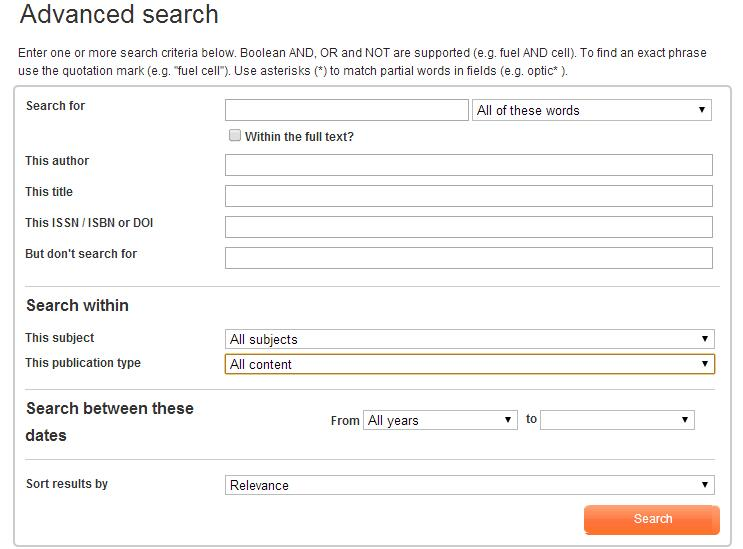 Advanced search
Enter one or more search criteria below. Boolean AND, OR and NOT are supported (e.g. fuel AND cell). To find an exact phrase
use the quotation mark (e.g. "fuel cell"). Use asterisks (*) to match partial words in fields (e.g. optic* ).
Search for
All of these words
Within the full text?
This author
This title
This ISSN / ISBN or DOI
But don't search for
Search within
This subject
All subjects
This publication type
All content
Search between these
dates
From All years to
Sort results by
Relevance
Search